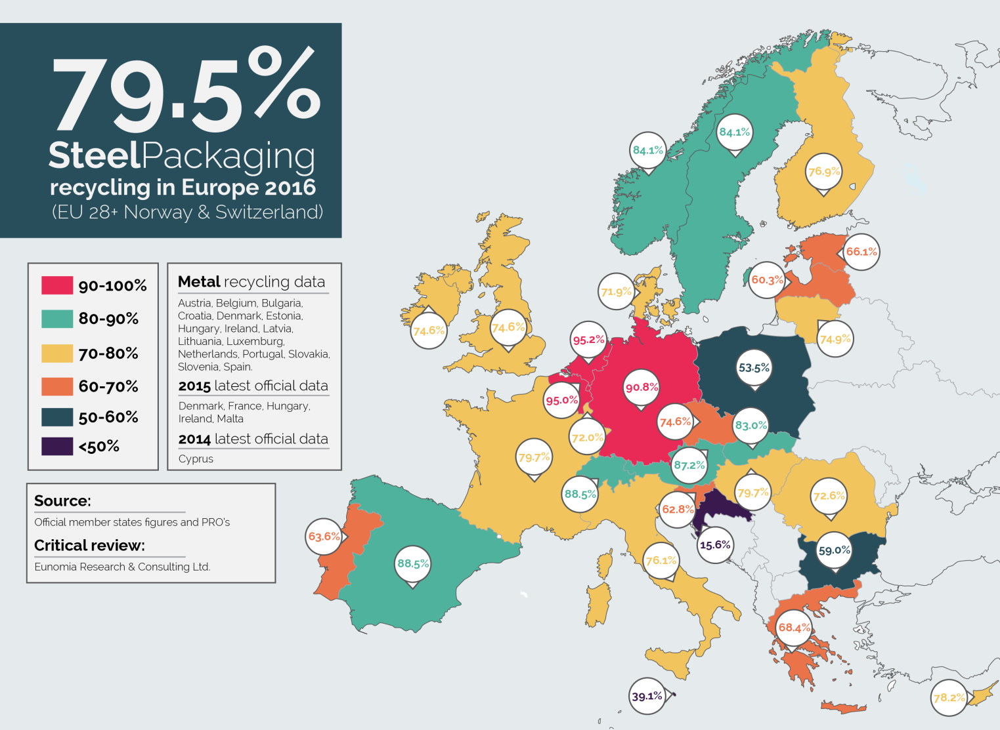 79.5%
SteelPackaging
recycling in Europe 2016
(EU 28+ Norway & Switzerland)
90-100%
80-90%
70-80%
60-70%
50-60%
<50%
Metal recycling data
Austria, Belgium, Bulgaria,
Croatia, Denmark, Estonia,
Hungary, Ireland, Latvia,
Lithuania, Luxemburg,
Netherlands, Portugal, Slovakia,
Slovenia, Spain.
2015 latest official data
Denmark, France, Hungary,
Ireland, Malta
2014 latest official data
Cyprus
Source:
Official member states figures and PRO's
Critical review:
Eunomia Research & Consulting Ltd.
84.1%
84.1%
76.9%
66.1%
60.3%
71.9%
74.6%
74.6%
95.2%
74.9%
53.5%
90.8%
95.0%
74.6%
83.0%
72.0%
79.7%
87.2%
88.5%
79.7%
72.6%
62.8%
63.6%
15.6%
59.0%
88.5%
76.1%
68.4%
39.1%
78.2%